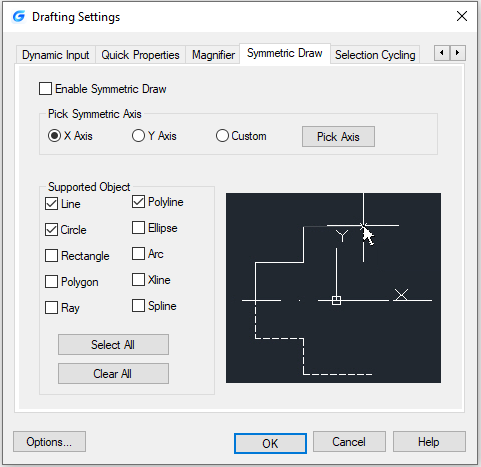 Drafting Settings
Dynamic Input Quick Properties Magnifier Symmetric Draw Selection Cycling
Enable Symmetric Draw
Pick Symmetric Axis
X Axis Y Axis Custom Pick Axis
Supported Object
Line Polyline
Circle Ellipse
Rectangle Arc
Polygon Xline
Ray Spline
Select All
Clear All
Y
X
Options... OK Cancel Help